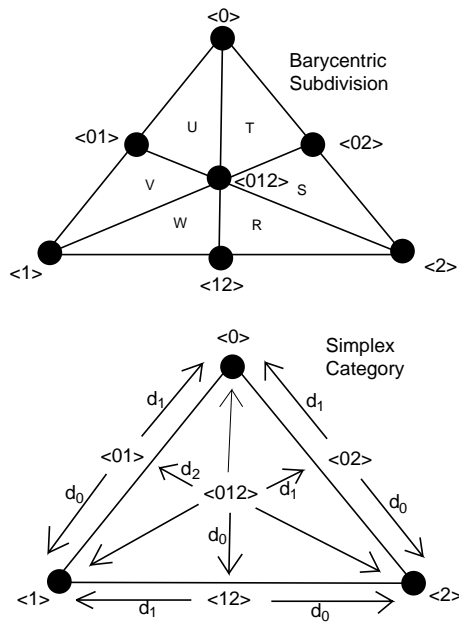 <0>
Barycentric
Subdivision
U T
<01> <02>
V <012> S
W R
<1> <12> <2>
<0>
Simplex
Category
d1 d1
<01> <02>
d2
<012> d1
d0 d0
d0
<1> <12> <2>
d1 d0